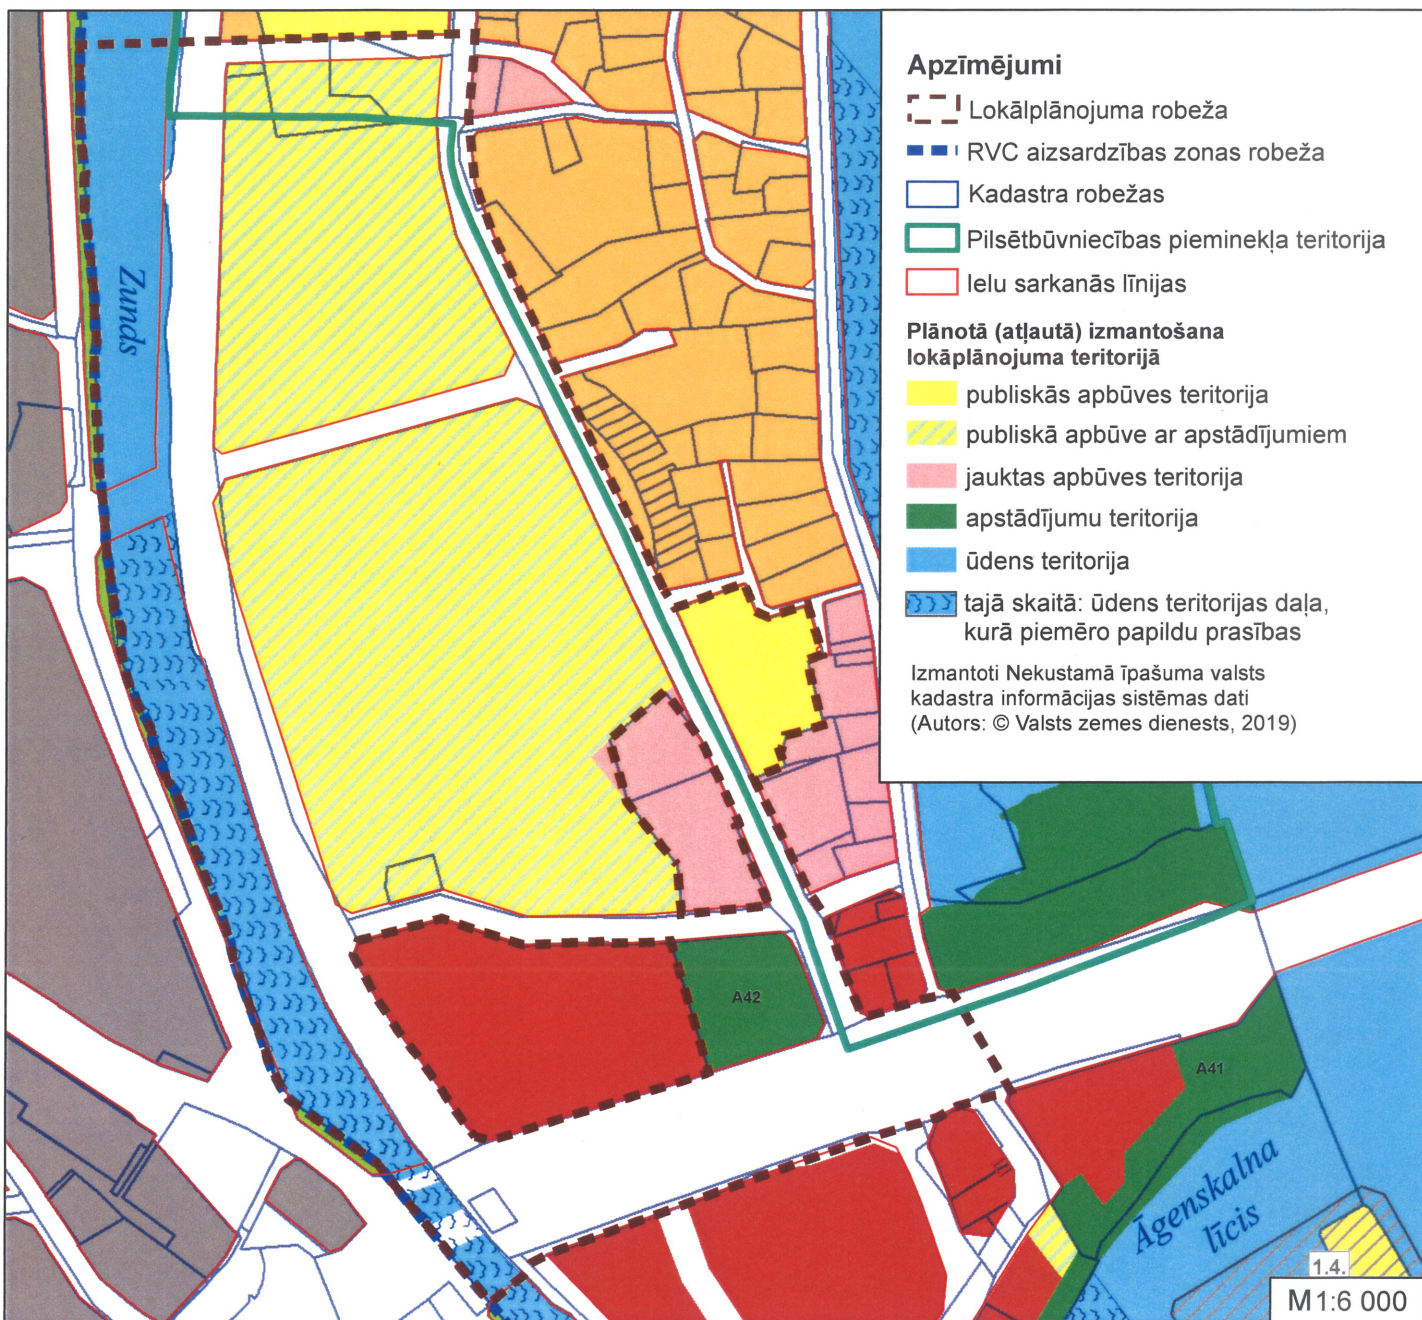 Apzīmējumi
Lokālplānojuma robeža
RVC aizsardzības zonas robeža
Kadastra robežas
Pilsētbūvniecības pieminekļa teritorija
Ielu sarkanās līnijas
Plānotā (atļautā) izmantošana
lokāplānojuma teritorijā
publiskās apbūves teritorija
publiskā apbūve ar apstādījumiem
jauktas apbūves teritorija
apstādījumu teritorija
ūdens teritorija
tajā skaitā: ūdens teritorijas daļa,
kurā piemēro papildu prasības
Izmantoti Nekustamā īpašuma valsts
kadastra informācijas sistēmas dati
(Autors: © Valsts zemes dienests, 2019)
Zunds
A42
A41
Āgenskalna
līcis
1.4.
M 1:6 000